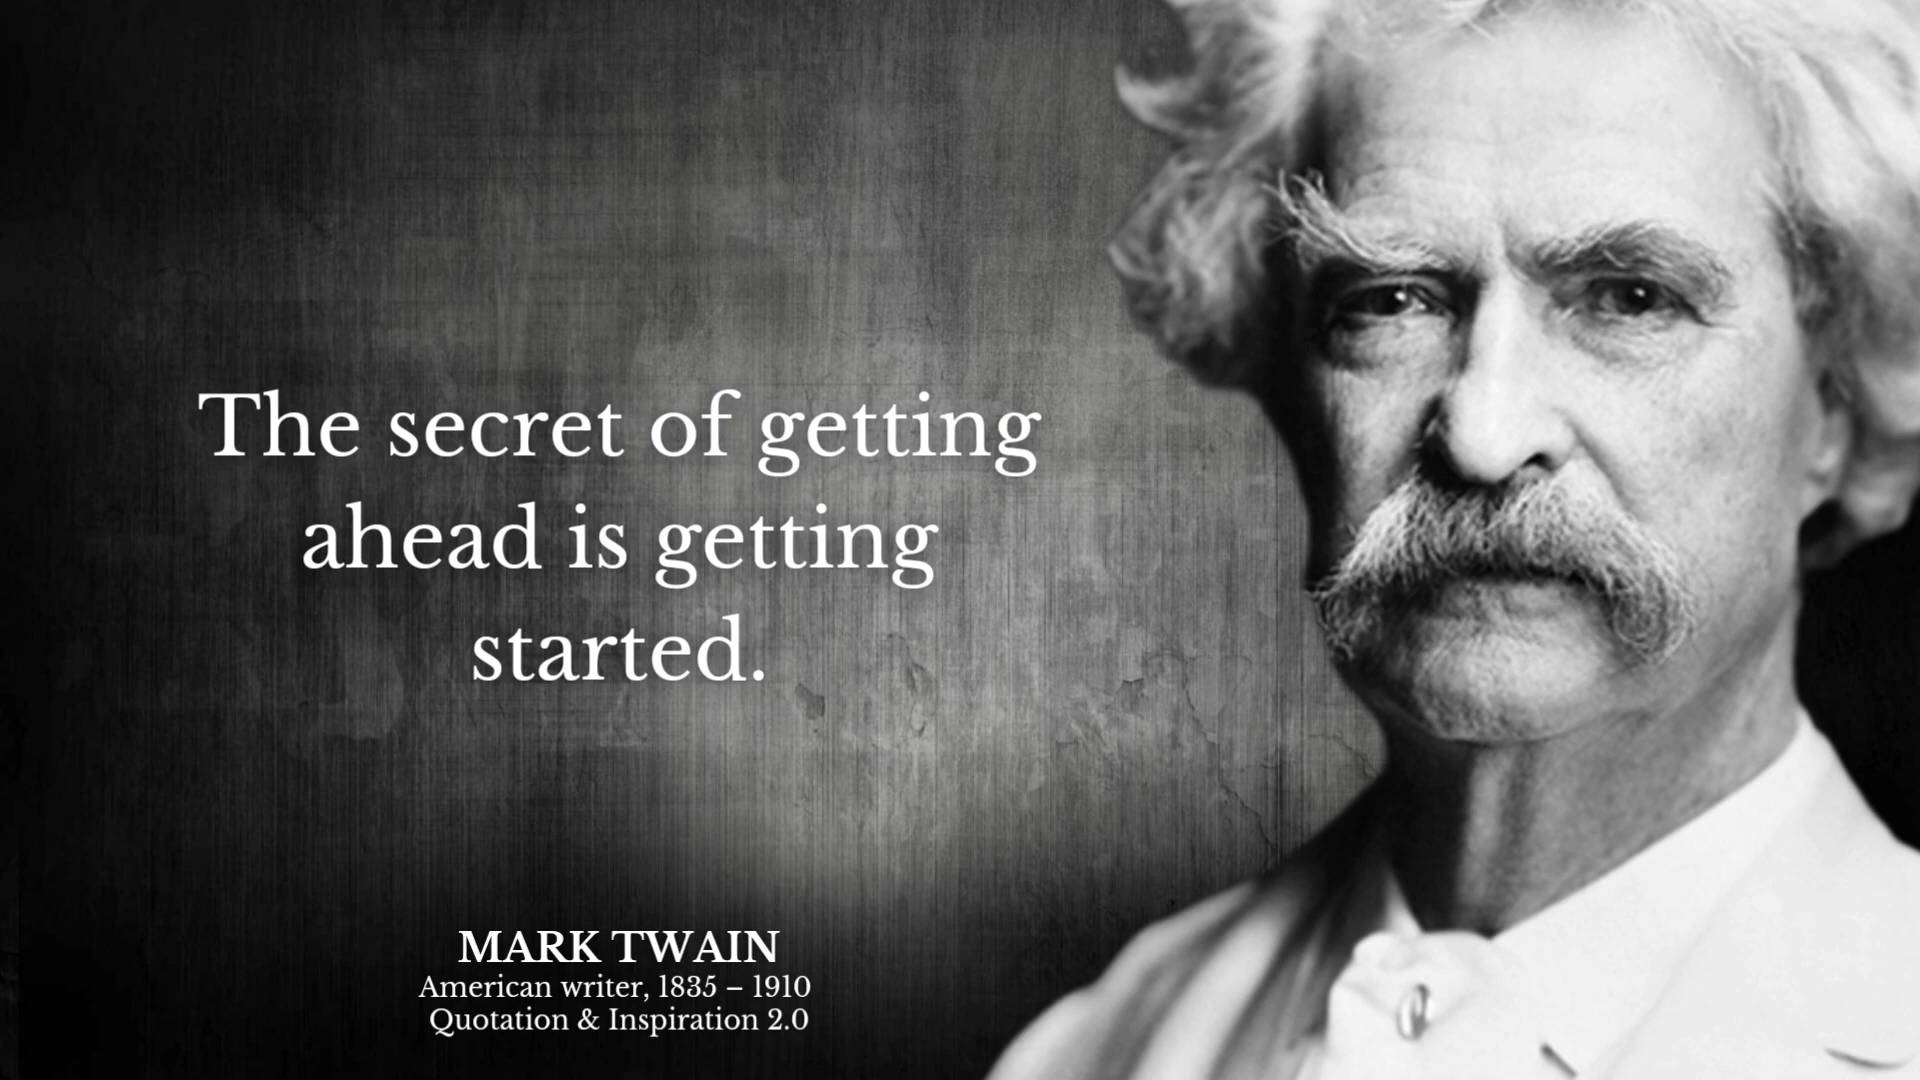 The secret of getting
ahead is getting
started.
MARK TWAIN
American writer, 1835 – 1910
Quotation & Inspiration 2.0